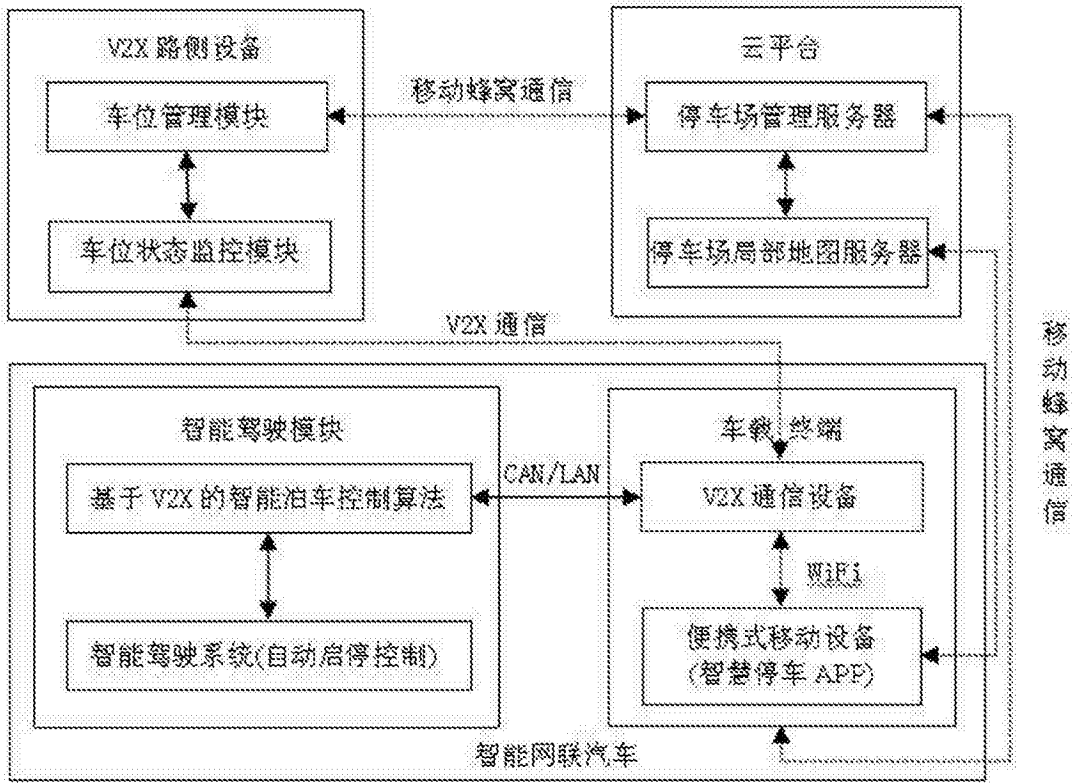 V2X 路侧设备
云平台
移动蜂窝通信
车位管理模块
停车场管理服务器
车位状态监控模块
停车场局部地图服务器
V2X 通信
移动蜂窝通信
智能驾驶模块
车载 终端
CAN/LAN
基于 V2X 的智能泊车控制算法
V2X 通信设备
WiFi
智能驾驶系统(自动启停控制)
便携式移动设备
(智慧停车 APP)
智能网联汽车